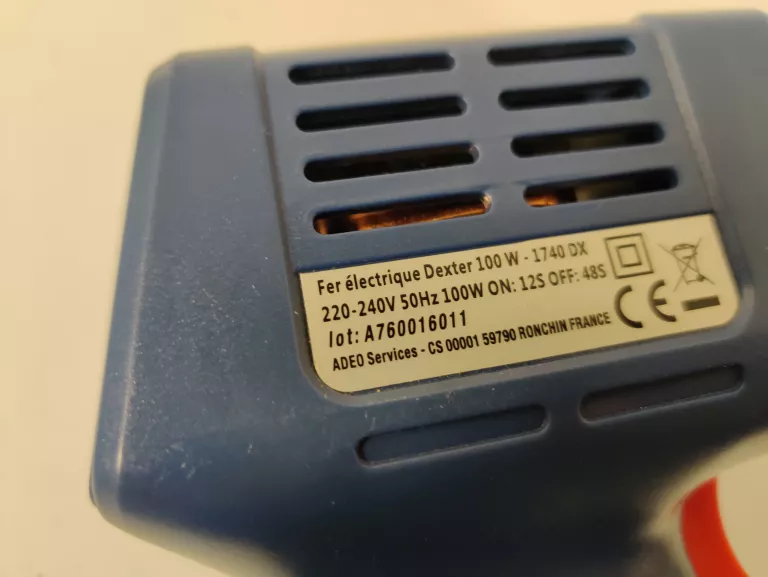 Fer électrique Dexter 100 W - 1740 DX
220-240V 50Hz 100W ON: 12S OFF: 48S
lot: A760016011
ADEO Services - CS 00001 59790 RONCHIN FRANCE
CE